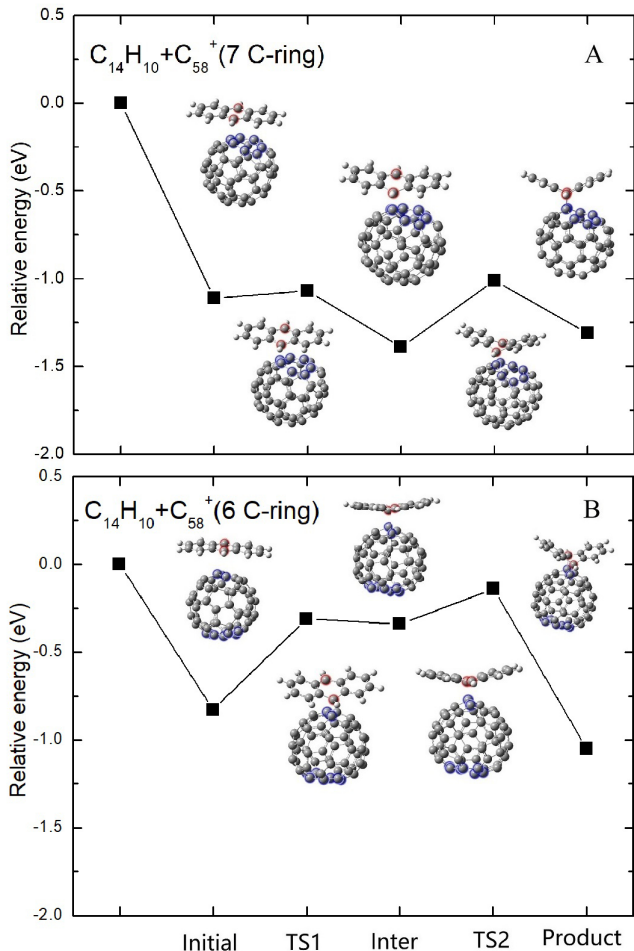 C₁₄H₁₀+C₅₈⁺(7 C-ring)
A
0.5
0.0
-0.5
-1.0
-1.5
-2.0
Relative energy (eV)
C₁₄H₁₀+C₅₈⁺(6 C-ring)
B
0.5
0.0
-0.5
-1.0
-1.5
-2.0
Relative energy (eV)
Initial TS1 Inter TS2 Product